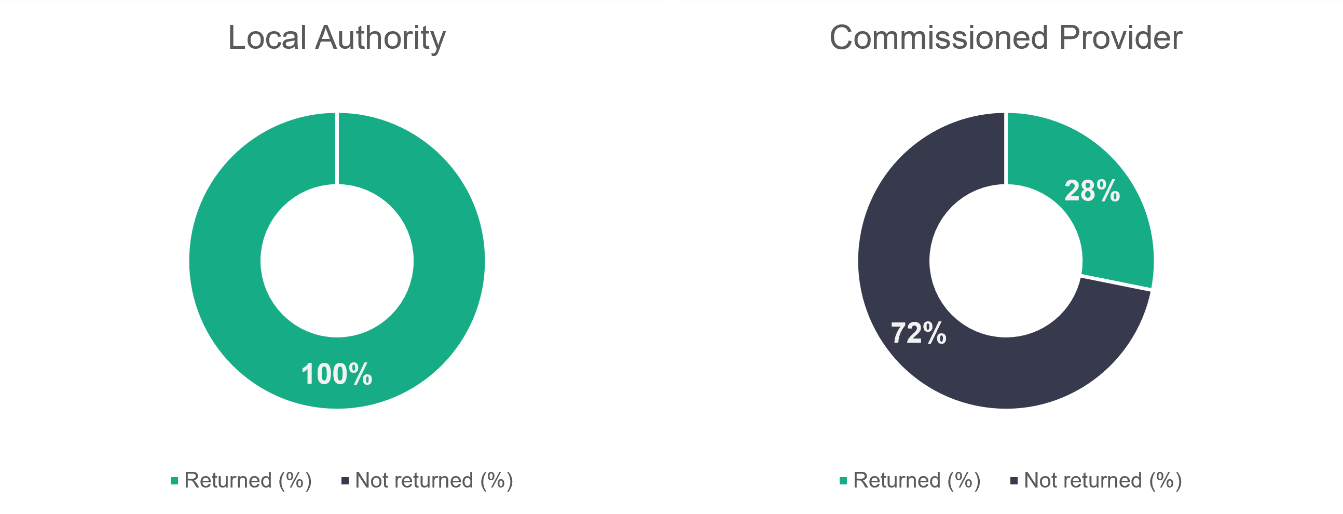 Local Authority
100%
Returned (%)
Not returned (%)
Commissioned Provider
28%
72%
Returned (%)
Not returned (%)